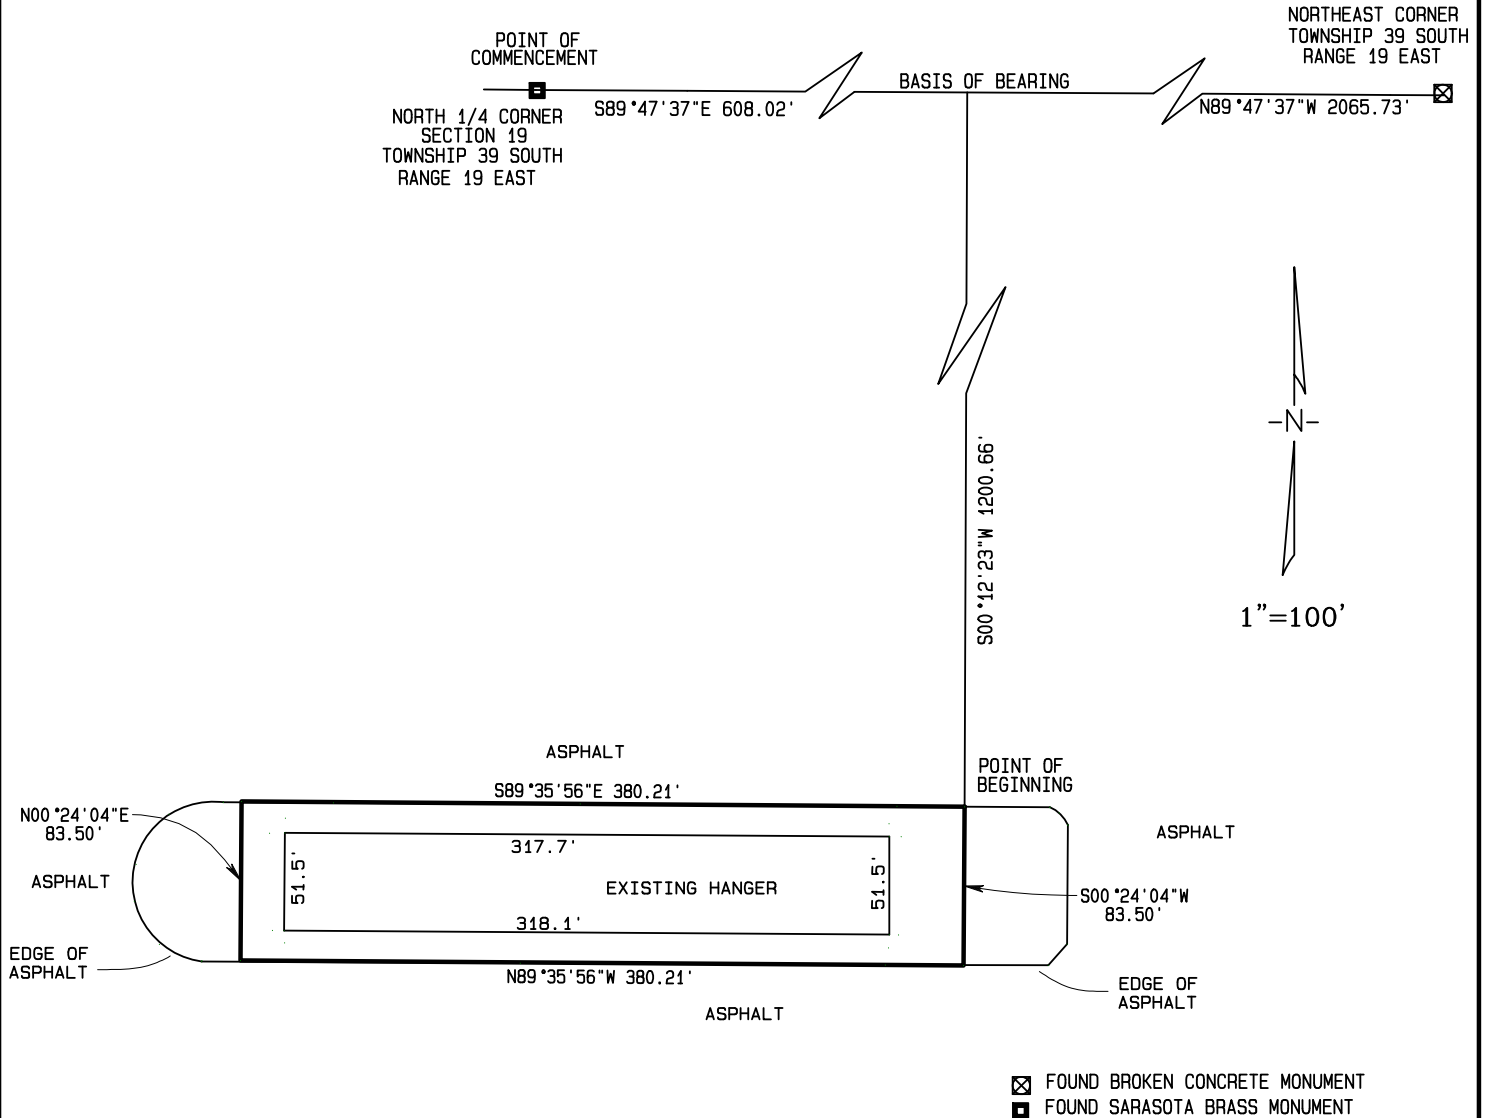 NORTHEAST CORNER
TOWNSHIP 39 SOUTH
RANGE 19 EAST
POINT OF
COMMENCEMENT
BASIS OF BEARING
S89°47'37"E 608.02'
N89°47'37"W 2065.73'
NORTH 1/4 CORNER
SECTION 19
TOWNSHIP 39 SOUTH
RANGE 19 EAST
-N-
S00°12'23"W 1200.66'
1"=100'
ASPHALT
POINT OF
BEGINNING
S89°35'56"E 380.21'
N00°24'04"E
83.50'
ASPHALT
317.7'
51.5'
51.5'
ASPHALT
EXISTING HANGER
S00°24'04"W
83.50'
318.1'
EDGE OF
ASPHALT
N89°35'56"W 380.21'
EDGE OF
ASPHALT
ASPHALT
FOUND BROKEN CONCRETE MONUMENT
FOUND SARASOTA BRASS MONUMENT